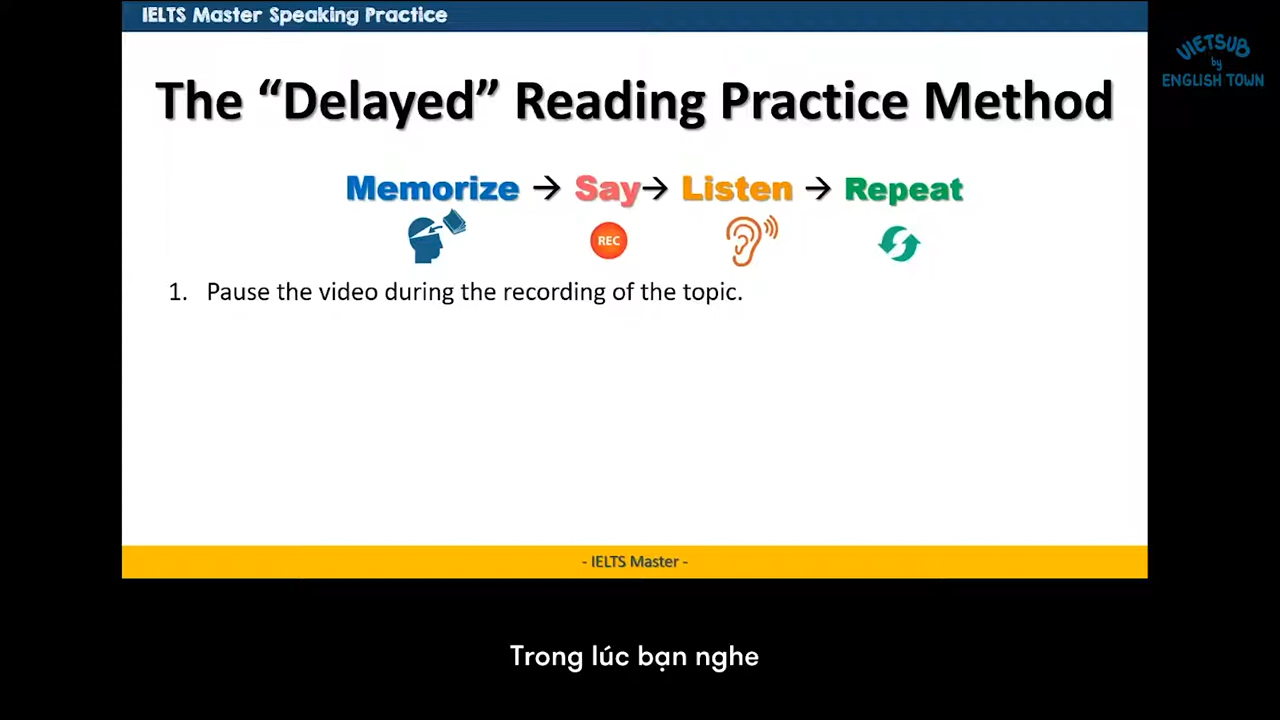 IELTS Master Speaking Practice
VIETSUB
by
ENGLISH TOWN
The “Delayed” Reading Practice Method
Memorize → Say → Listen → Repeat
REC
1. Pause the video during the recording of the topic.
- IELTS Master -
Trong lúc bạn nghe